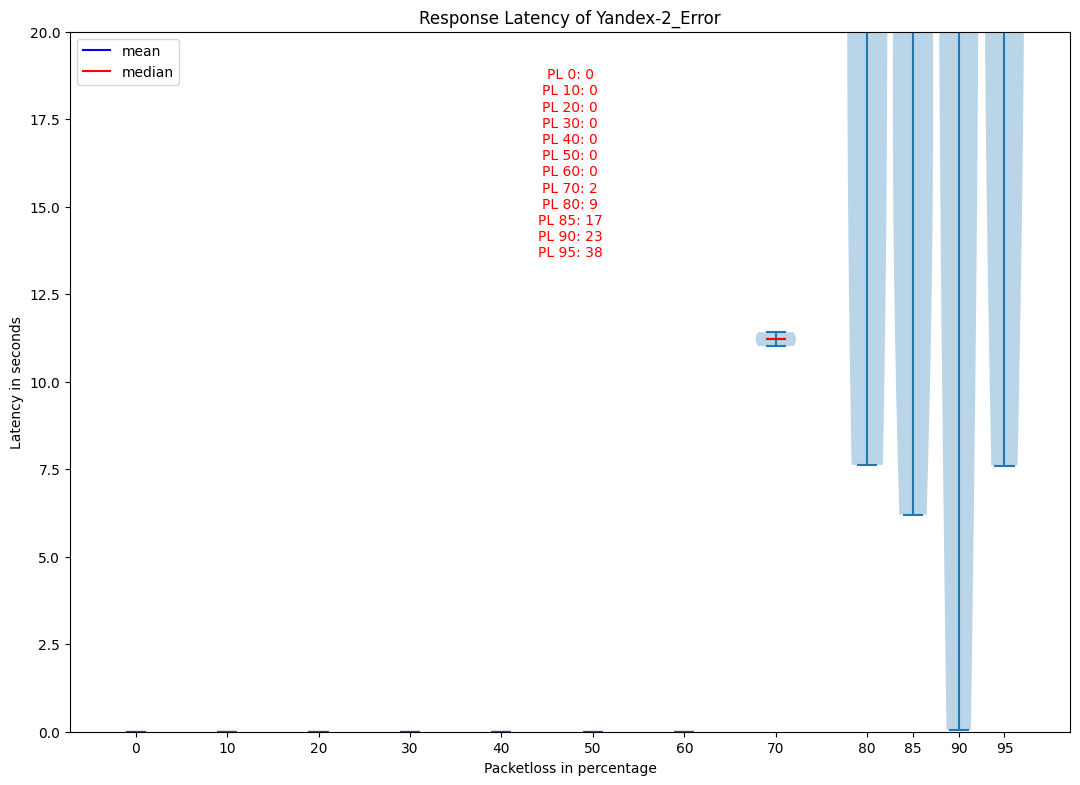 Response Latency of Yandex-2_Error
mean
median
PL 0: 0
PL 10: 0
PL 20: 0
PL 30: 0
PL 40: 0
PL 50: 0
PL 60: 0
PL 70: 2
PL 80: 9
PL 85: 17
PL 90: 23
PL 95: 38
Latency in seconds
20.0
17.5
15.0
12.5
10.0
7.5
5.0
2.5
0.0
0 10 20 30 40 50 60 70 80 85 90 95
Packetloss in percentage